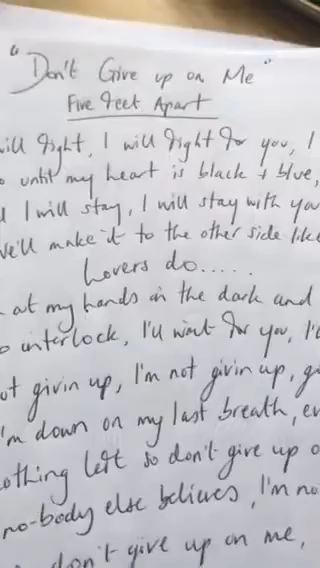 "Don't Give up on Me"
Five Feet Apart
will fight, I will fight for you, I
until my heart is black + blue,
I will stay, I will stay with you
we'll make it to the other side like
Lovers do.....
at my hands in the dark and
interlock, I'll wait for you, I'd
not givin up, I'm not givin up, g
I'm down on my last breath, ev
nothing left so don't give up o
no-body else believes, I'm no
don't give up on me,